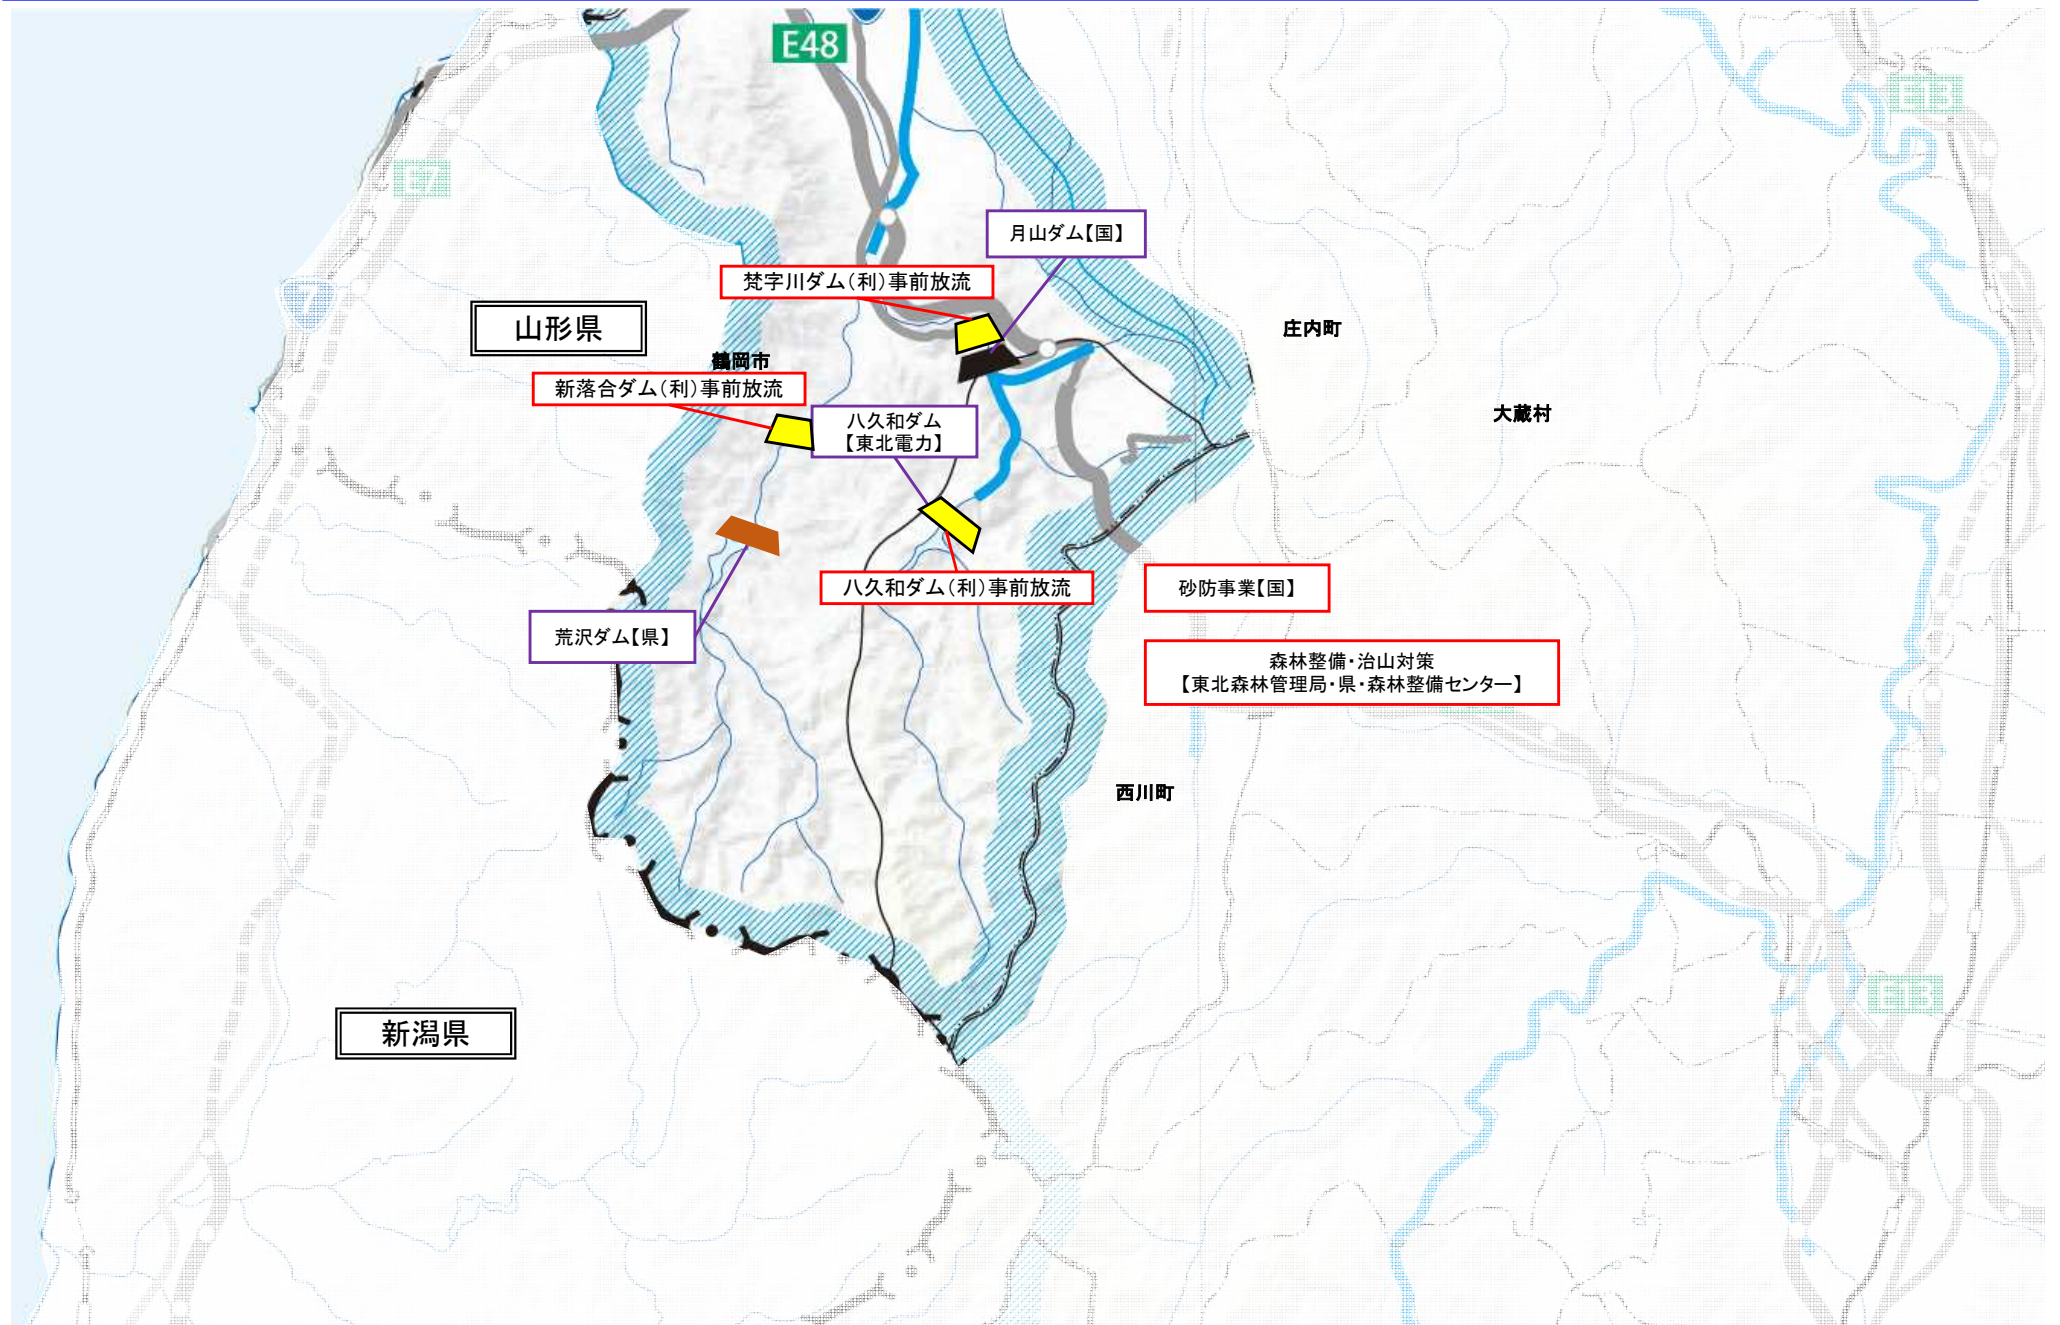 E48
E13
E7
月山ダム【国】
梵字川ダム(利)事前放流
7
山形県
庄内町
鶴岡市
新落合ダム(利)事前放流
大蔵村
八久和ダム
【東北電力】
八久和ダム(利)事前放流
砂防事業【国】
荒沢ダム【県】
森林整備・治山対策
【東北森林管理局・県・森林整備センター】
西川町
E13
新潟県